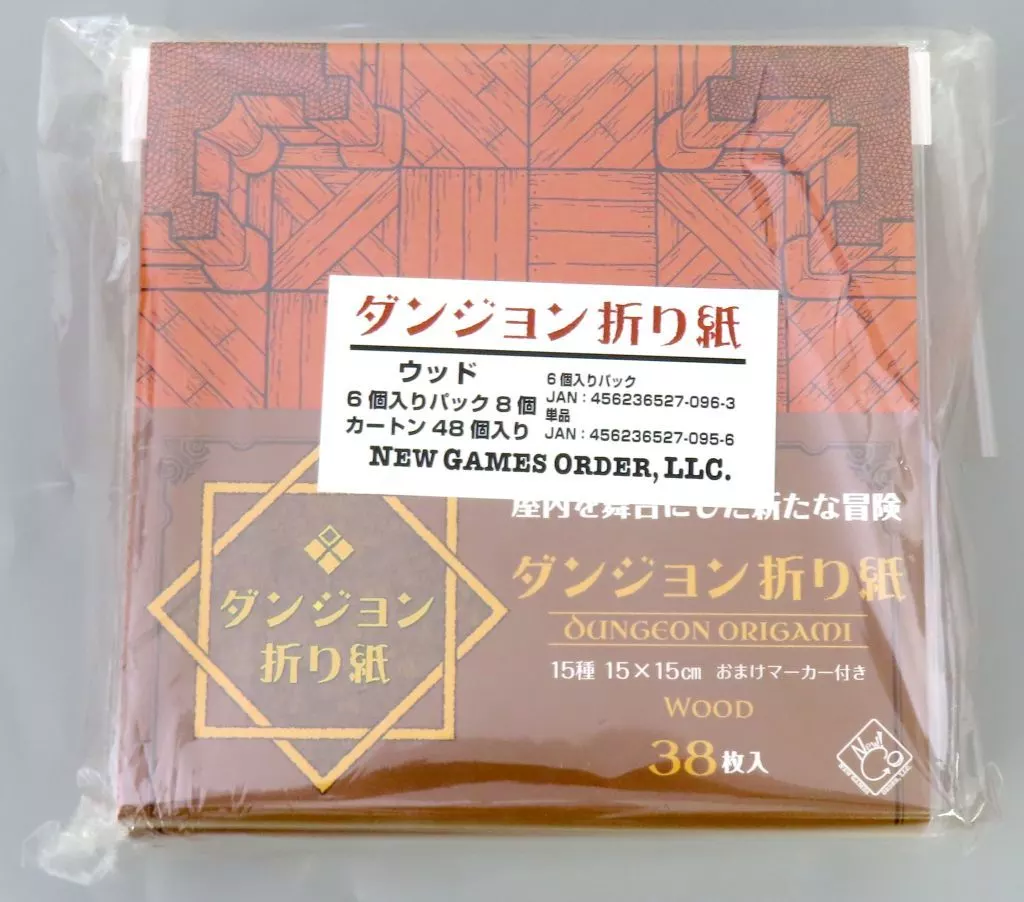 ダンジョン折り紙
ウッド
6個入りパック8個
カートン48個入り
6個入りパック
JAN：456236527-096-3
単品
JAN：456236527-095-6
NEW GAMES ORDER, LLC.
屋内を舞台にした新たな冒険
ダンジョン
折り紙
ダンジョン折り紙
DUNGEON ORIGAMI
15種 15×15cm おまけマーカー付き
WOOD
38枚入
New!
NEW GAMES ORDER, LLC.